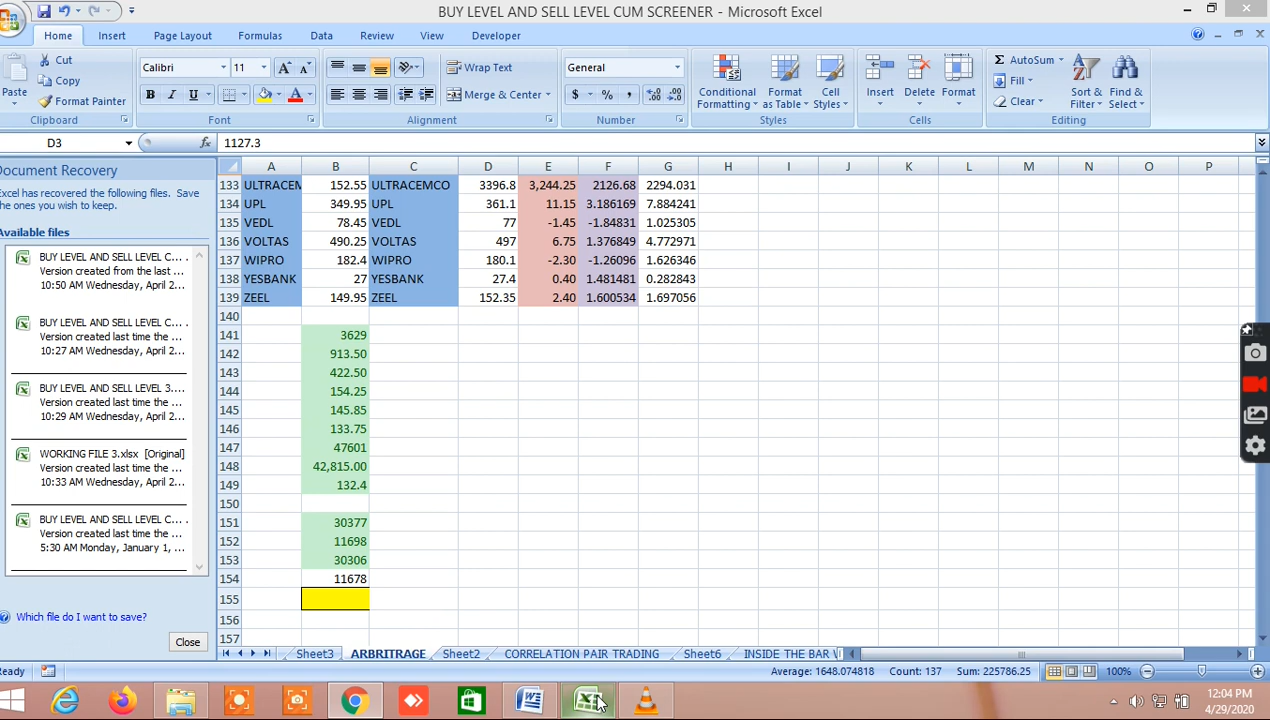 BUY LEVEL AND SELL LEVEL CUM SCREENER - Microsoft Excel
Home Insert Page Layout Formulas Data Review View Developer
Paste Cut Copy Format Painter Clipboard
Calibri 11 Font
Wrap Text Merge & Center Alignment
General Number
Conditional Formatting Format as Table Cell Styles Styles
Insert Delete Format Cells
AutoSum Fill Clear Sort & Filter Find & Select Editing
D3 fx 1127.3
Document Recovery
Excel has recovered the following files. Save
the ones you wish to keep.
Available files
BUY LEVEL AND SELL LEVEL C...
Version created from the last ...
10:50 AM Wednesday, April 2...
BUY LEVEL AND SELL LEVEL C...
Version created last time the ...
10:27 AM Wednesday, April 2...
BUY LEVEL AND SELL LEVEL 3....
Version created last time the ...
10:29 AM Wednesday, April 2...
WORKING FILE 3.xlsx [Original]
Version created last time the ...
10:33 AM Wednesday, April 2...
BUY LEVEL AND SELL LEVEL C...
Version created last time the ...
5:30 AM Monday, January 1, ...
Which file do I want to save?
Close
A B C D E F G H I J K L M N O P
133 ULTRACEM 152.55 ULTRACEMCO 3396.8 3,244.25 2126.68 2294.031
134 UPL 349.95 UPL 361.1 11.15 3.186169 7.884241
135 VEDL 78.45 VEDL 77 -1.45 -1.84831 1.025305
136 VOLTAS 490.25 VOLTAS 497 6.75 1.376849 4.772971
137 WIPRO 182.4 WIPRO 180.1 -2.30 -1.26096 1.626346
138 YESBANK 27 YESBANK 27.4 0.40 1.481481 0.282843
139 ZEEL 149.95 ZEEL 152.35 2.40 1.600534 1.697056
140
141 3629
142 913.50
143 422.50
144 154.25
145 145.85
146 133.75
147 47601
148 42,815.00
149 132.4
150
151 30377
152 11698
153 30306
154 11678
155
156
157
Sheet3 ARBRITRAGE Sheet2 CORRELATION PAIR TRADING Sheet6 INSIDE THE BAR
Ready Average: 1648.074818 Count: 137 Sum: 225786.25 100%
12:04 PM
4/29/2020